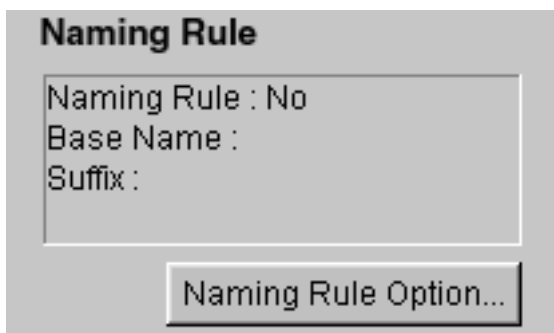 Naming Rule
Naming Rule : No
Base Name :
Suffix :
Naming Rule Option...